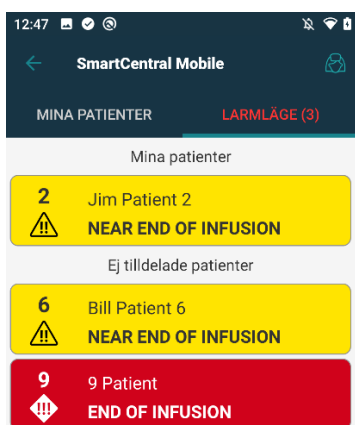 12:47
SmartCentral Mobile
MINA PATIENTER
LARMLÄGE (3)
Mina patienter
2
Jim Patient 2
!!
NEAR END OF INFUSION
Ej tilldelade patienter
6
Bill Patient 6
!!
NEAR END OF INFUSION
9
9 Patient
!!!
END OF INFUSION